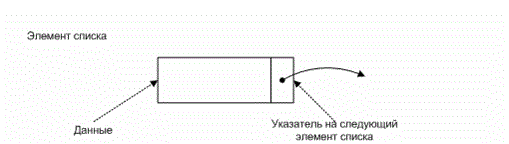 Элемент списка
Данные
Указатель на следующий
элемент списка